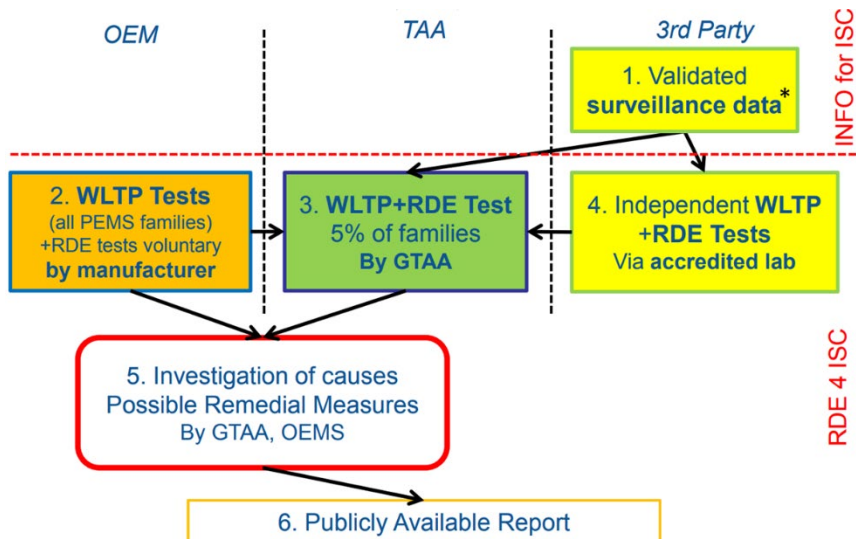 OEM
TAA
3rd Party
INFO for ISC
1. Validated
surveillance data*
2. WLTP Tests
(all PEMS families)
+RDE tests voluntary
by manufacturer
3. WLTP+RDE Test
5% of families
By GTAA
4. Independent WLTP
+RDE Tests
Via accredited lab
RDE 4 ISC
5. Investigation of causes
Possible Remedial Measures
By GTAA, OEMS
6. Publicly Available Report